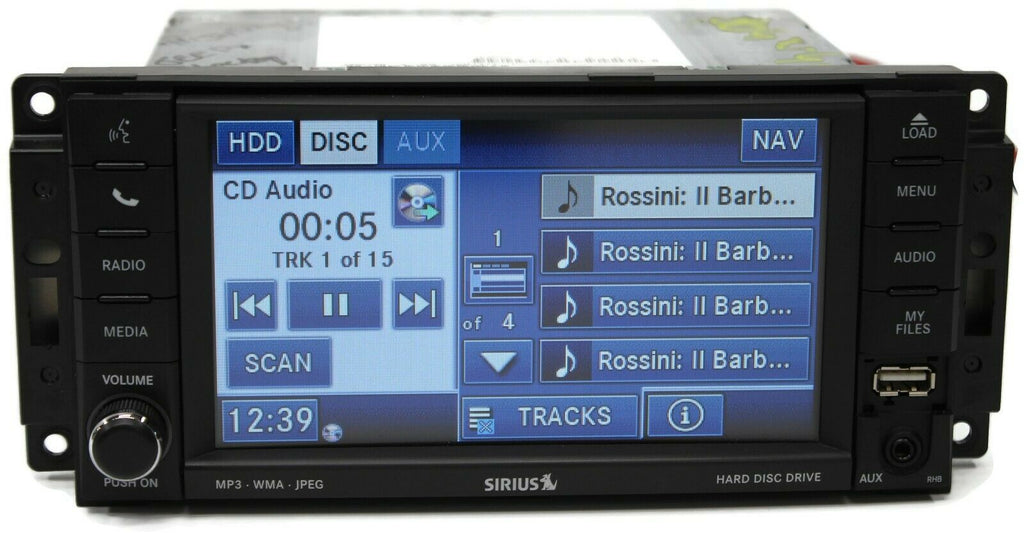 HDD DISC AUX NAV
CD Audio
00:05
TRK 1 of 15
SCAN
12:39
1
of 4
Rossini: Il Barb...
Rossini: Il Barb...
Rossini: Il Barb...
Rossini: Il Barb...
TRACKS
i
RADIO
MEDIA
VOLUME
PUSH ON
LOAD
MENU
AUDIO
MY
FILES
AUX
RHB
MP3 · WMA · JPEG
SIRIUS
HARD DISC DRIVE